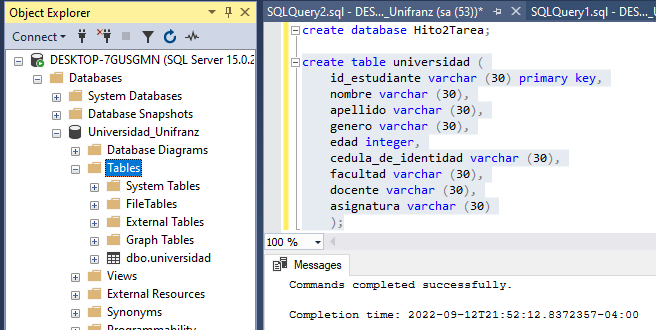 Object Explorer
Connect
DESKTOP-7GUSGMN (SQL Server 15.0.2
Databases
System Databases
Database Snapshots
Universidad_Unifranz
Database Diagrams
Tables
System Tables
FileTables
External Tables
Graph Tables
dbo.universidad
Views
External Resources
Synonyms
Programmability
SQLQuery2.sql - DES..._Unifranz (sa (53))*
SQLQuery1.sql - DES..._Un
create database Hito2Tarea;
create table universidad (
id_estudiante varchar (30) primary key,
nombre varchar (30),
apellido varchar (30),
genero varchar (30),
edad integer,
cedula_de_identidad varchar (30),
facultad varchar (30),
docente varchar (30),
asignatura varchar (30)
);
100 %
Messages
Commands completed successfully.
Completion time: 2022-09-12T21:52:12.8372357-04:00